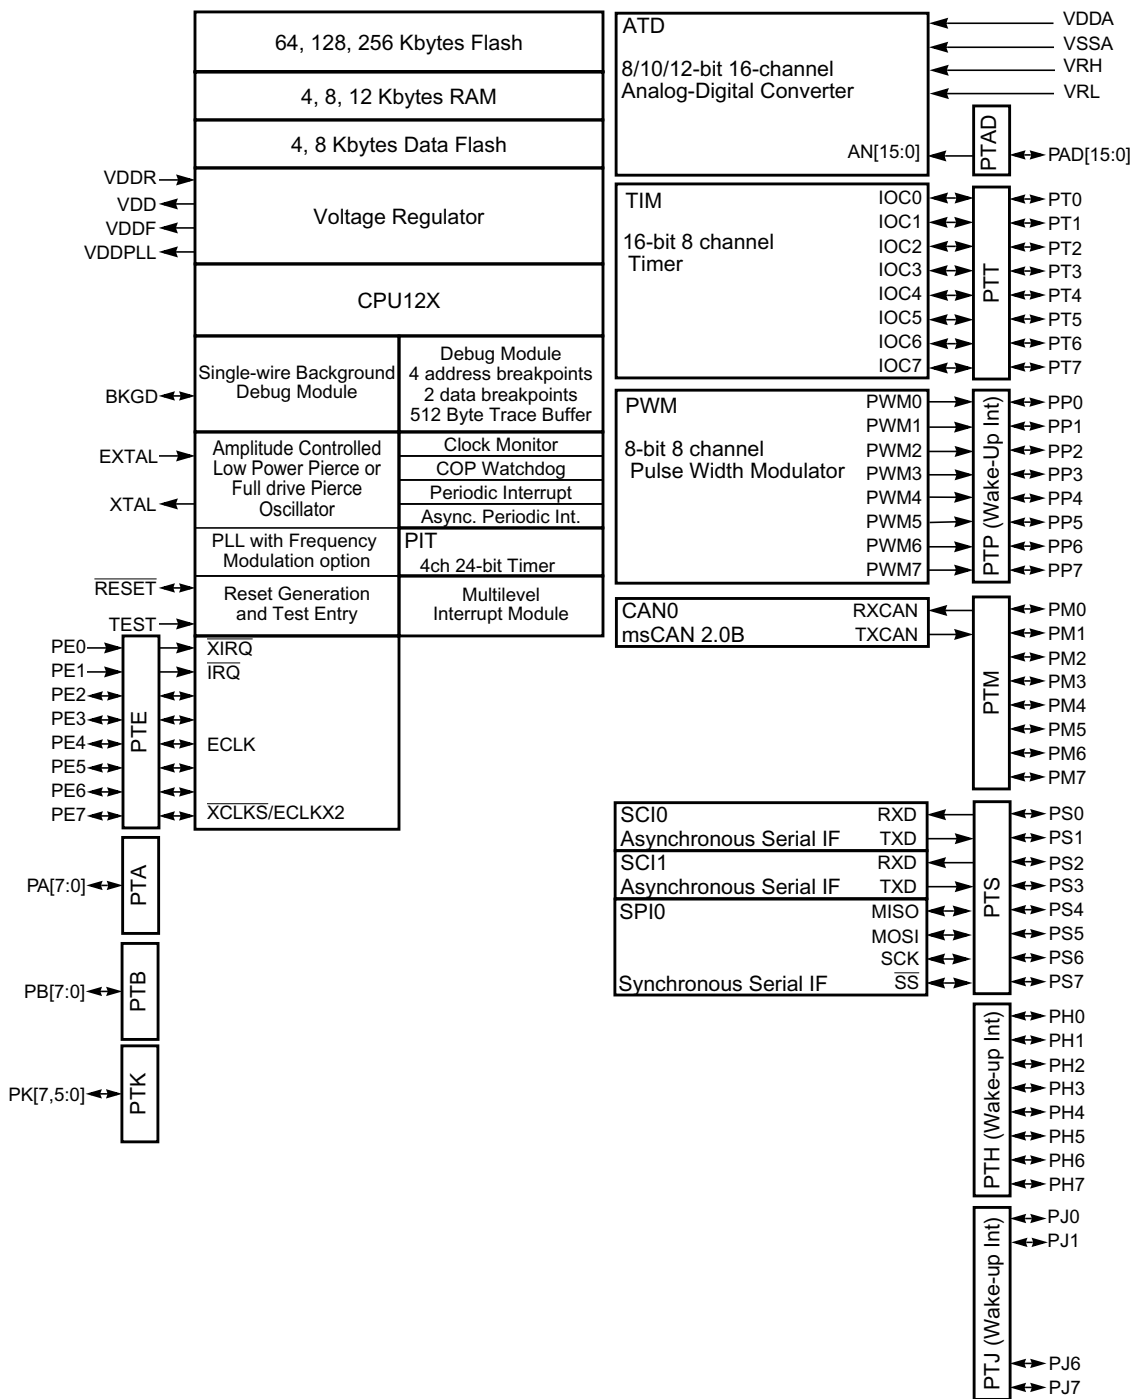 64, 128, 256 Kbytes Flash
4, 8, 12 Kbytes RAM
4, 8 Kbytes Data Flash
VDDR
VDD
VDDF
VDDPLL
Voltage Regulator
CPU12X
BKGD
Single-wire Background
Debug Module
Debug Module
4 address breakpoints
2 data breakpoints
512 Byte Trace Buffer
EXTAL
XTAL
Amplitude Controlled
Low Power Pierce or
Full drive Pierce
Oscillator
Clock Monitor
COP Watchdog
Periodic Interrupt
Async. Periodic Int.
PLL with Frequency
Modulation option
PIT
4ch 24-bit Timer
RESET
TEST
Reset Generation
and Test Entry
Multilevel
Interrupt Module
PE0
PE1
PE2
PE3
PE4
PE5
PE6
PE7
PTE
XIRQ
IRQ
ECLK
XCLKS/ECLKX2
PA[7:0]
PTA
PB[7:0]
PTB
PK[7,5:0]
PTK
ATD
8/10/12-bit 16-channel
Analog-Digital Converter
AN[15:0]
VDDA
VSSA
VRH
VRL
PTAD
PAD[15:0]
TIM
16-bit 8 channel
Timer
IOC0
IOC1
IOC2
IOC3
IOC4
IOC5
IOC6
IOC7
PTT
PT0
PT1
PT2
PT3
PT4
PT5
PT6
PT7
PWM
8-bit 8 channel
Pulse Width Modulator
PWM0
PWM1
PWM2
PWM3
PWM4
PWM5
PWM6
PWM7
PTP (Wake-Up Int)
PP0
PP1
PP2
PP3
PP4
PP5
PP6
PP7
CAN0
msCAN 2.0B
RXCAN
TXCAN
PTM
PM0
PM1
PM2
PM3
PM4
PM5
PM6
PM7
SCI0
Asynchronous Serial IF
RXD
TXD
SCI1
Asynchronous Serial IF
RXD
TXD
SPI0
Synchronous Serial IF
MISO
MOSI
SCK
SS
PTS
PS0
PS1
PS2
PS3
PS4
PS5
PS6
PS7
PTH (Wake-up Int)
PH0
PH1
PH2
PH3
PH4
PH5
PH6
PH7
PTJ (Wake-up Int)
PJ0
PJ1
PJ6
PJ7